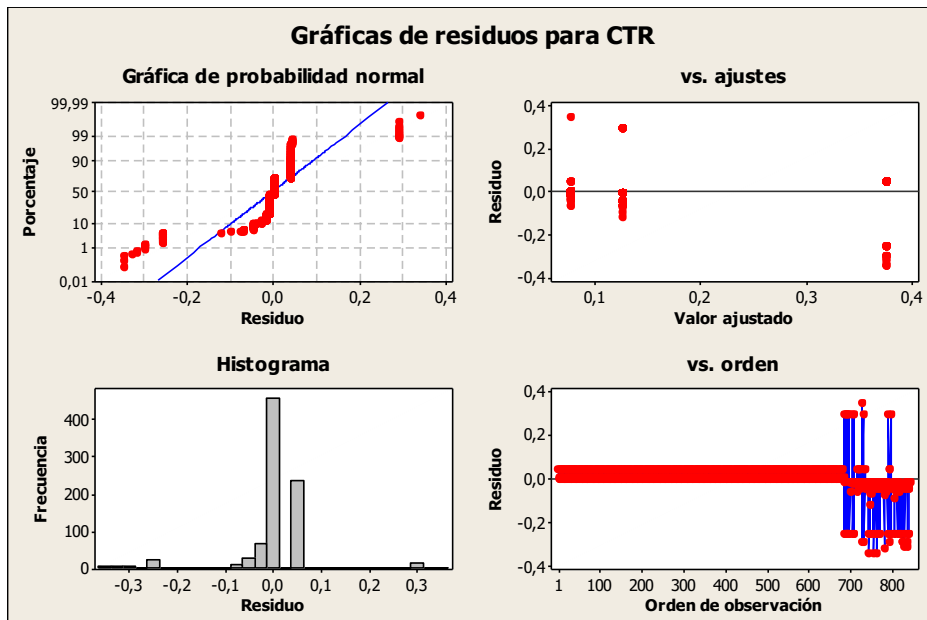 Gráficas de residuos para CTR
Gráfica de probabilidad normal
99,99
99
90
50
10
1
0,01
Porcentaje
-0,4 -0,2 0,0 0,2 0,4
Residuo
vs. ajustes
0,4
0,2
0,0
-0,2
-0,4
Residuo
0,1 0,2 0,3 0,4
Valor ajustado
Histograma
400
300
200
100
0
Frecuencia
-0,3 -0,2 -0,1 0,0 0,1 0,2 0,3
Residuo
vs. orden
0,4
0,2
0,0
-0,2
-0,4
Residuo
1 100 200 300 400 500 600 700 800
Orden de observación